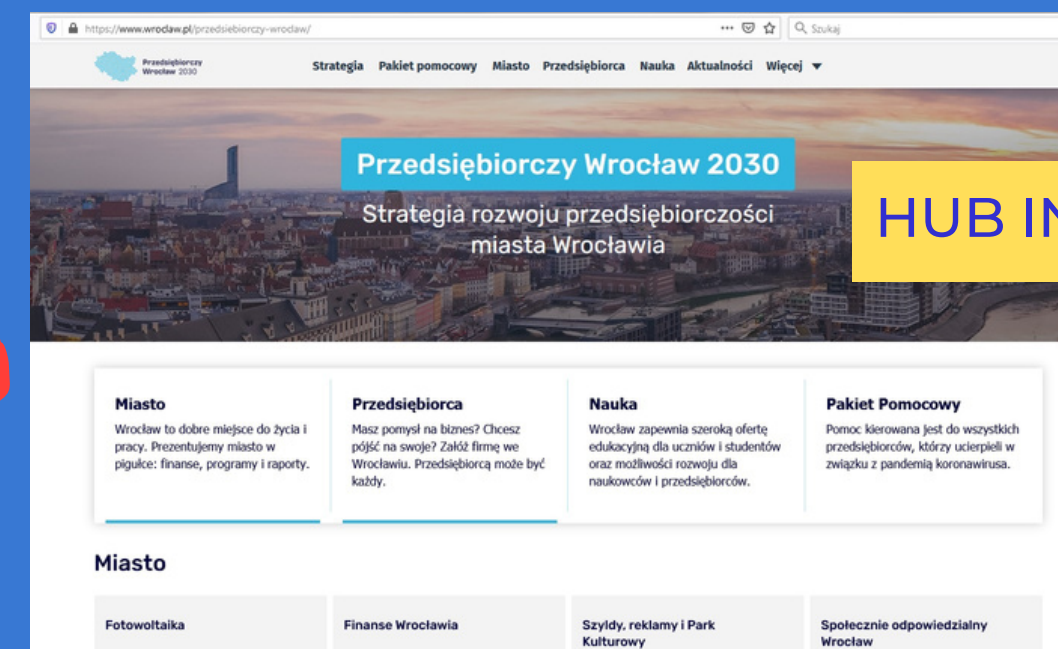 https://www.wroclaw.pl/przedsiebiorczy-wroclaw/
Szukaj
Przedsiębiorczy
Wrocław 2030
Strategia Pakiet pomocowy Miasto Przedsiębiorca Nauka Aktualności Więcej
Przedsiębiorczy Wrocław 2030
Strategia rozwoju przedsiębiorczości
miasta Wrocławia
HUB IN
Miasto
Wrocław to dobre miejsce do życia i
pracy. Prezentujemy miasto w
pigułce: finanse, programy i raporty.
Przedsiębiorca
Masz pomysł na biznes? Chcesz
pójść na swoje? Załóż firmę we
Wrocławiu. Przedsiębiorcą może być
każdy.
Nauka
Wrocław zapewnia szeroką ofertę
edukacyjną dla uczniów i studentów
oraz możliwości rozwoju dla
naukowców i przedsiębiorców.
Pakiet Pomocowy
Pomoc kierowana jest do wszystkich
przedsiębiorców, którzy ucierpieli w
związku z pandemią koronawirusa.
Miasto
Fotowoltaika
Finanse Wrocławia
Szyldy, reklamy i Park
Kulturowy
Społecznie odpowiedzialny
Wrocław